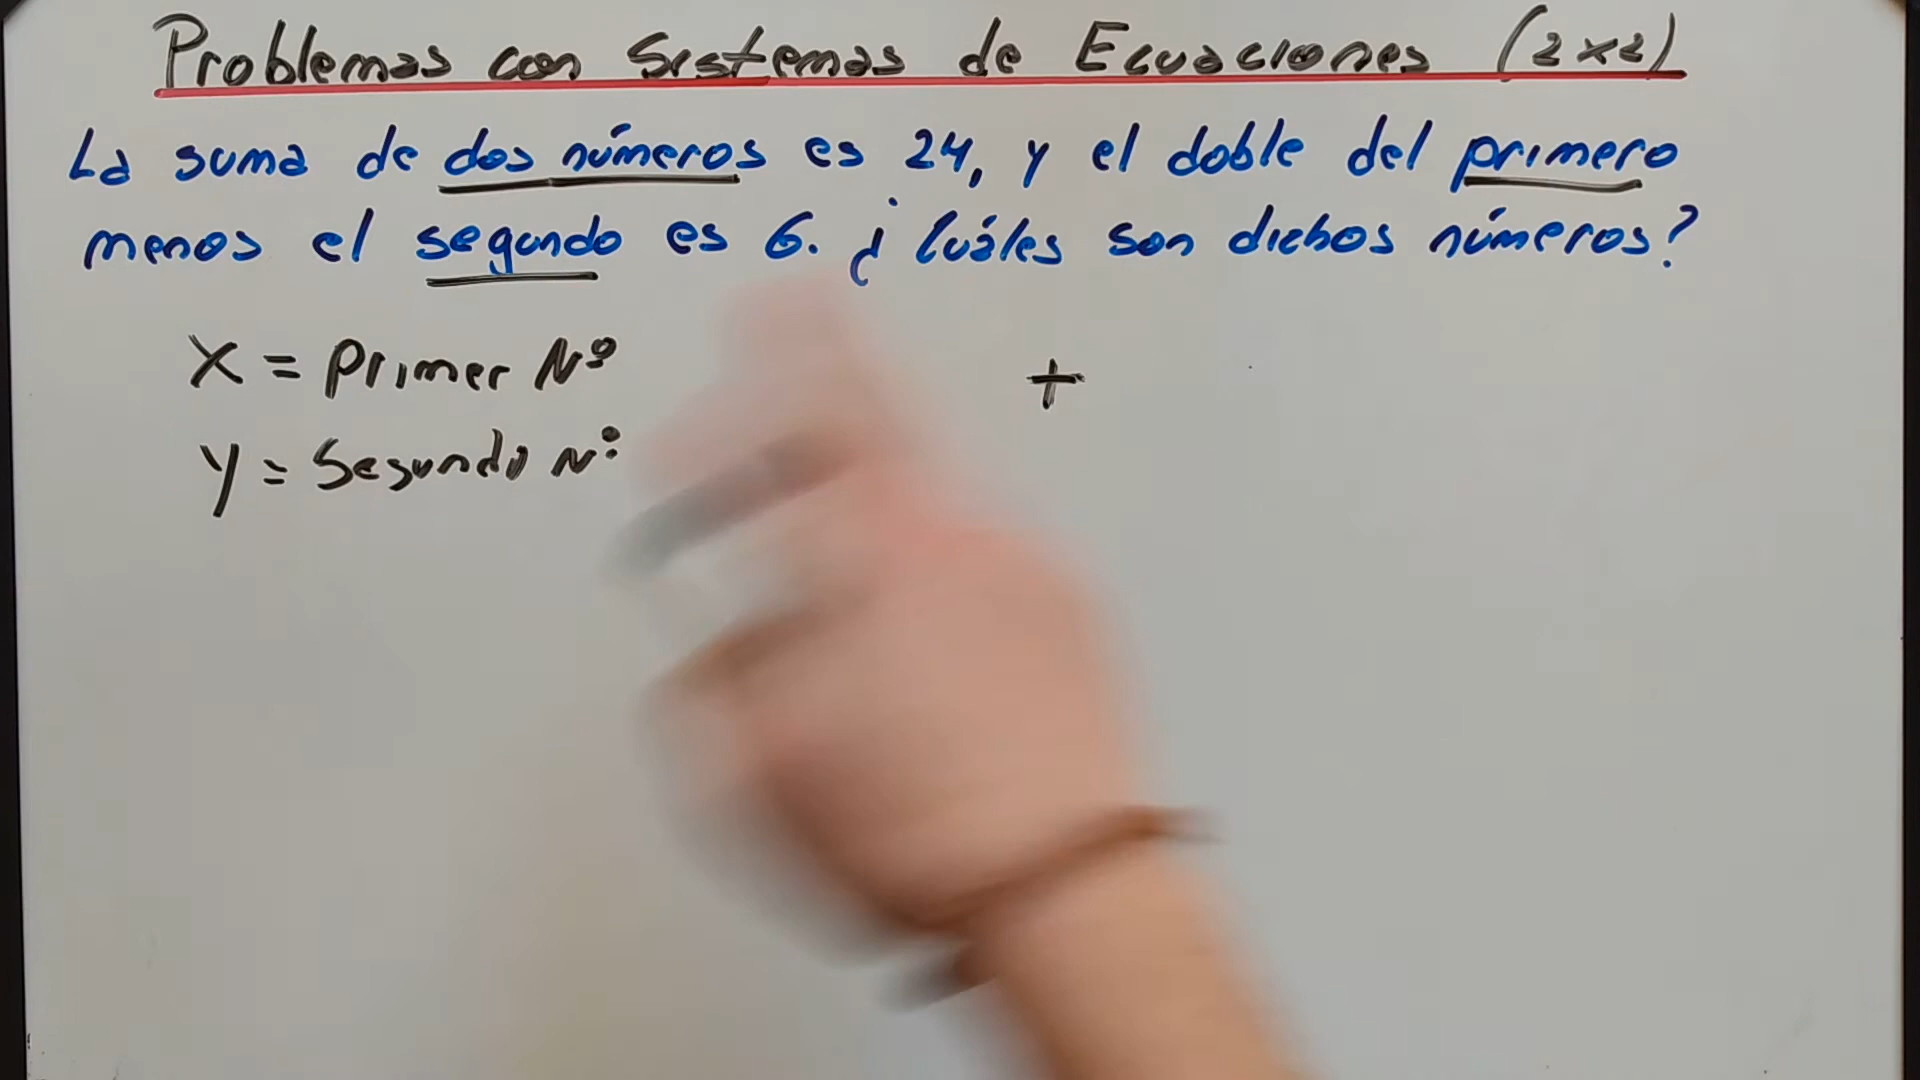 Problemas con Sistemas de Ecuaciones (2x2)
La suma de dos números es 24, y el doble del primero
menos el segundo es 6. ¿Cuáles son dichos números?
X = Primer Nº
+
y = Segundo Nº